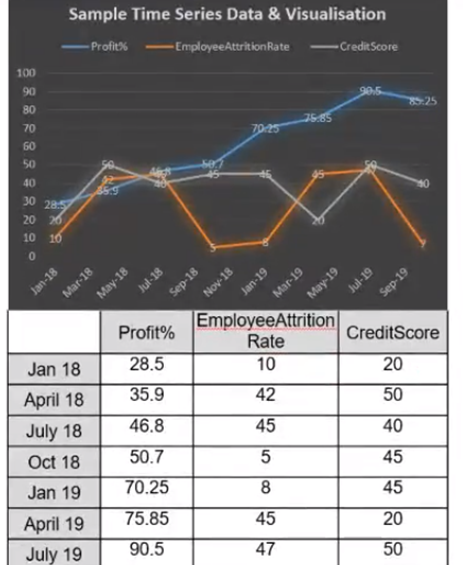 Sample Time Series Data & Visualisation
Profit% EmployeeAttritionRate CreditScore
100
90
80
70
60
50
40
30
20
10
0
28.5 35.9 46.8 50.7 70.25 75.85 90.5 85.25
10 42 45 5 8 45 47 7
20 50 40 45 45 20 50 40
Jan-18 Mar-18 May-18 Jul-18 Sep-18 Nov-18 Jan-19 Mar-19 May-19 Jul-19 Sep-19
Profit% EmployeeAttrition Rate CreditScore
Jan 18 28.5 10 20
April 18 35.9 42 50
July 18 46.8 45 40
Oct 18 50.7 5 45
Jan 19 70.25 8 45
April 19 75.85 45 20
July 19 90.5 47 50